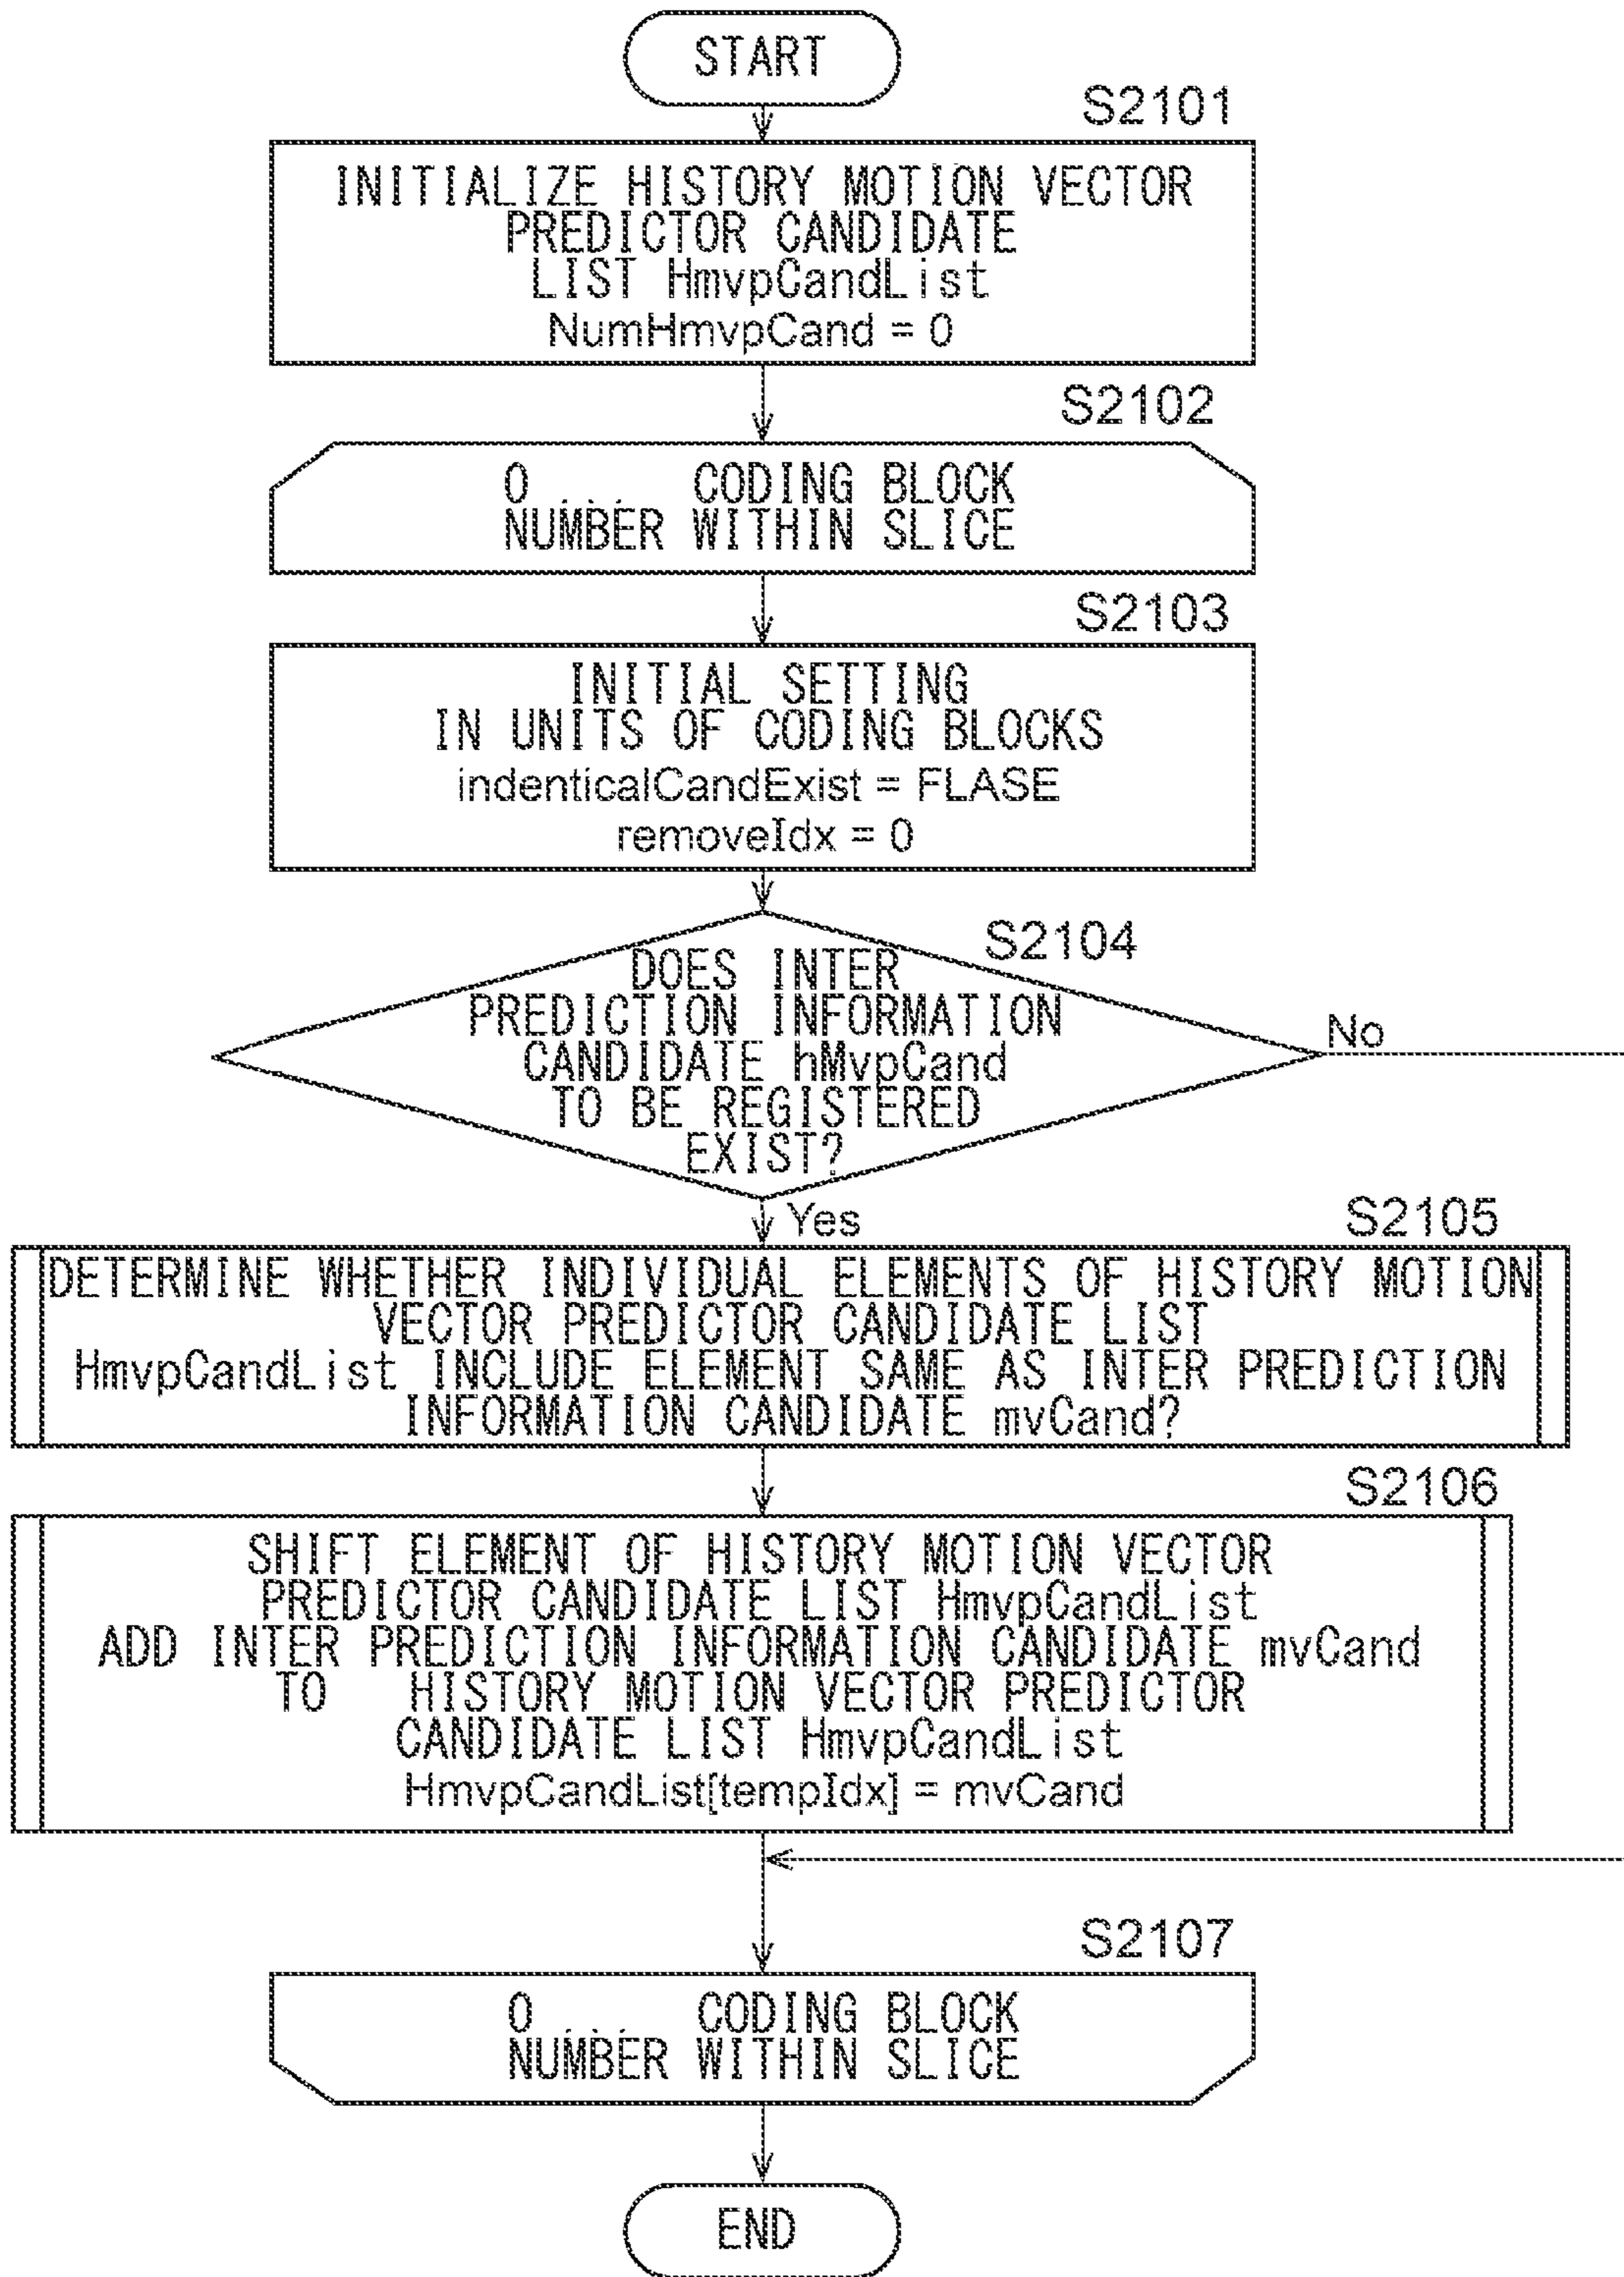 START
S2101
INITIALIZE HISTORY MOTION VECTOR
PREDICTOR CANDIDATE
LIST HmvpCandList
NumHmvpCand = 0
S2102
0 ... CODING BLOCK
NUMBER WITHIN SLICE
S2103
INITIAL SETTING
IN UNITS OF CODING BLOCKS
indenticalCandExist = FLASE
removeIdx = 0
S2104
DOES INTER
PREDICTION INFORMATION
CANDIDATE hMvpCand
TO BE REGISTERED
EXIST?
No
Yes
S2105
DETERMINE WHETHER INDIVIDUAL ELEMENTS OF HISTORY MOTION
VECTOR PREDICTOR CANDIDATE LIST
HmvpCandList INCLUDE ELEMENT SAME AS INTER PREDICTION
INFORMATION CANDIDATE mvCand?
S2106
SHIFT ELEMENT OF HISTORY MOTION VECTOR
PREDICTOR CANDIDATE LIST HmvpCandList
ADD INTER PREDICTION INFORMATION CANDIDATE mvCand
TO HISTORY MOTION VECTOR PREDICTOR
CANDIDATE LIST HmvpCandList
HmvpCandList[tempIdx] = mvCand
S2107
0 ... CODING BLOCK
NUMBER WITHIN SLICE
END